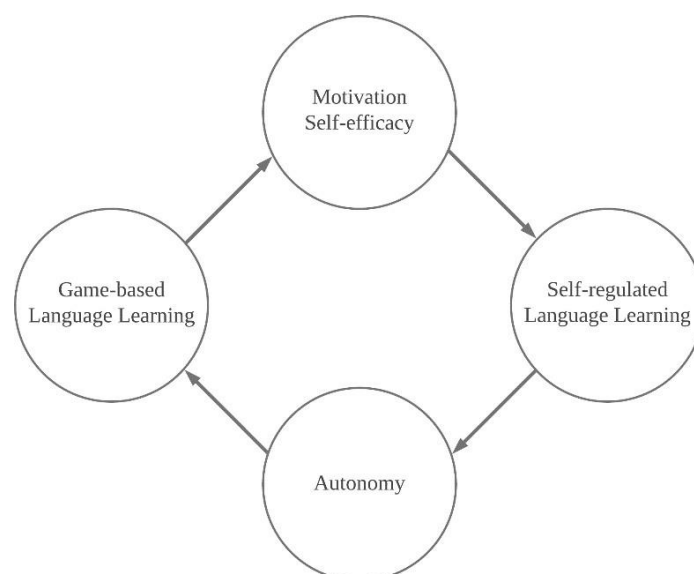 Motivation
Self-efficacy
Game-based
Language Learning
Self-regulated
Language Learning
Autonomy